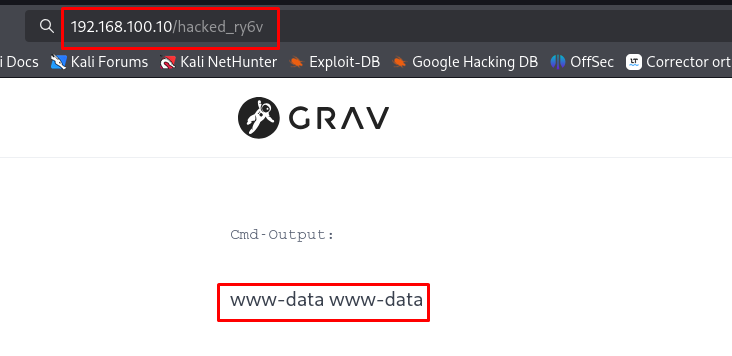 192.168.100.10/hacked_ry6v
i Docs Kali Forums Kali NetHunter Exploit-DB Google Hacking DB OffSec LT Corrector ort
GRAV
Cmd-Output:
www-data www-data